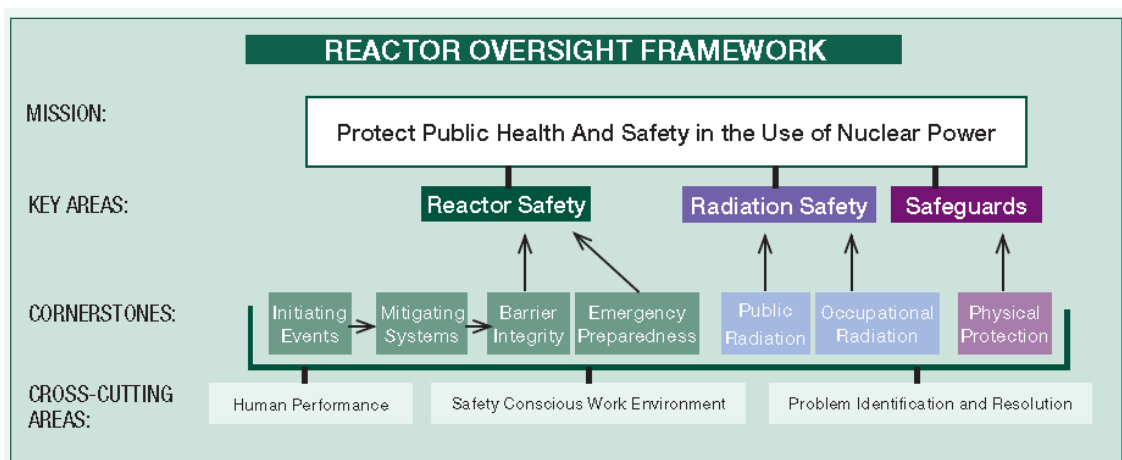 REACTOR OVERSIGHT FRAMEWORK
MISSION:
Protect Public Health And Safety in the Use of Nuclear Power
KEY AREAS:
Reactor Safety
Radiation Safety
Safeguards
CORNERSTONES:
Initiating
Events
Mitigating
Systems
Barrier
Integrity
Emergency
Preparedness
Public
Radiation
Occupational
Radiation
Physical
Protection
CROSS-CUTTING
AREAS:
Human Performance
Safety Conscious Work Environment
Problem Identification and Resolution